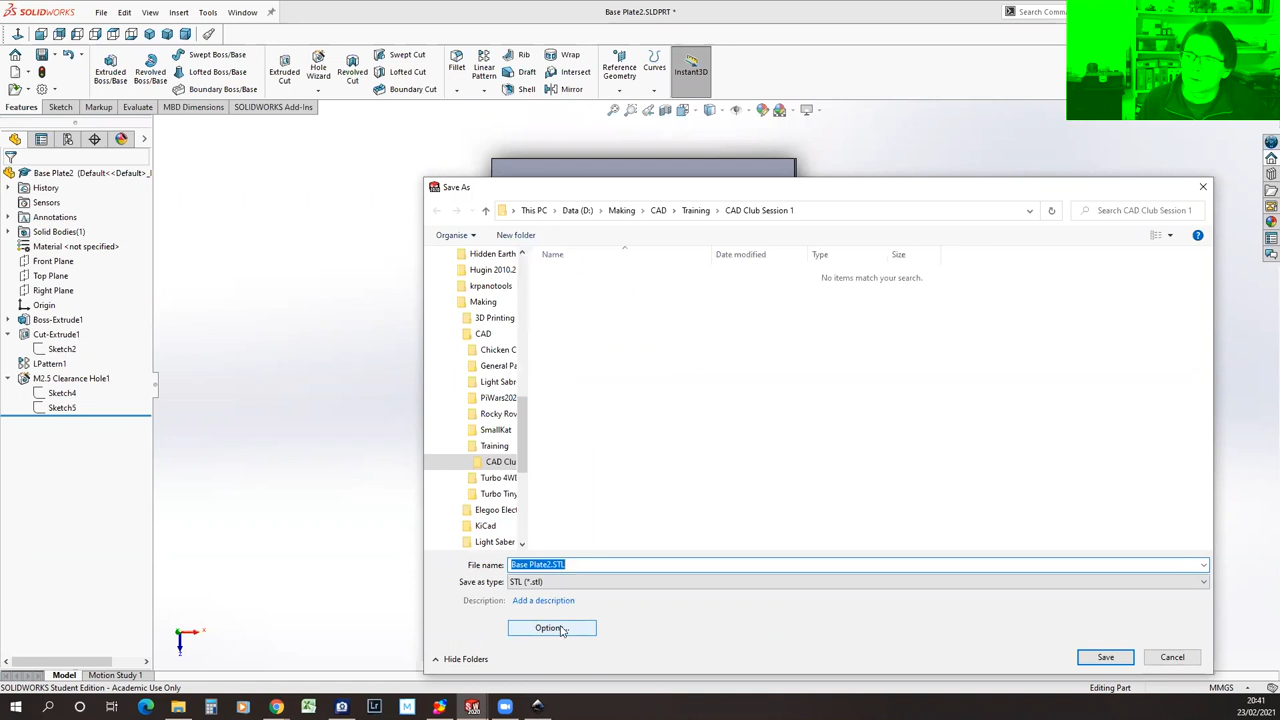 SOLIDWORKS File Edit View Insert Tools Window Base Plate2.SLDPRT * Search Comma
Swept Boss/Base Swept Cut Rib Wrap
Extruded Boss/Base Revolved Boss/Base Lofted Boss/Base Extruded Cut Hole Wizard Revolved Cut Lofted Cut Fillet Linear Pattern Draft Intersect Reference Geometry Curves Instant3D
Boundary Boss/Base Boundary Cut Shell Mirror
Features Sketch Markup Evaluate MBD Dimensions SOLIDWORKS Add-Ins
Base Plate2 (Default<<Default>_I
History
Sensors
Annotations
Solid Bodies(1)
Material <not specified>
Front Plane
Top Plane
Right Plane
Origin
Boss-Extrude1
Cut-Extrude1
Sketch2
LPattern1
M2.5 Clearance Hole1
Sketch4
Sketch5
Save As
This PC > Data (D:) > Making > CAD > Training > CAD Club Session 1
Search CAD Club Session 1
Organise New folder
Name Date modified Type Size
No items match your search.
Hidden Earth
Hugin 2010.2
krpanotools
Making
3D Printing
CAD
Chicken C
General Pa
Light Sabr
PiWars202
Rocky Rov
SmallKat
Training
CAD Clu
Turbo 4WD
Turbo Tiny
Elegoo Elect
KiCad
Light Saber
File name: Base Plate2.STL
Save as type: STL (*.stl)
Description: Add a description
Option
Hide Folders Save Cancel
x
z
Model Motion Study 1
SOLIDWORKS Student Edition - Academic Use Only Editing Part MMGS
20:41
23/02/2021